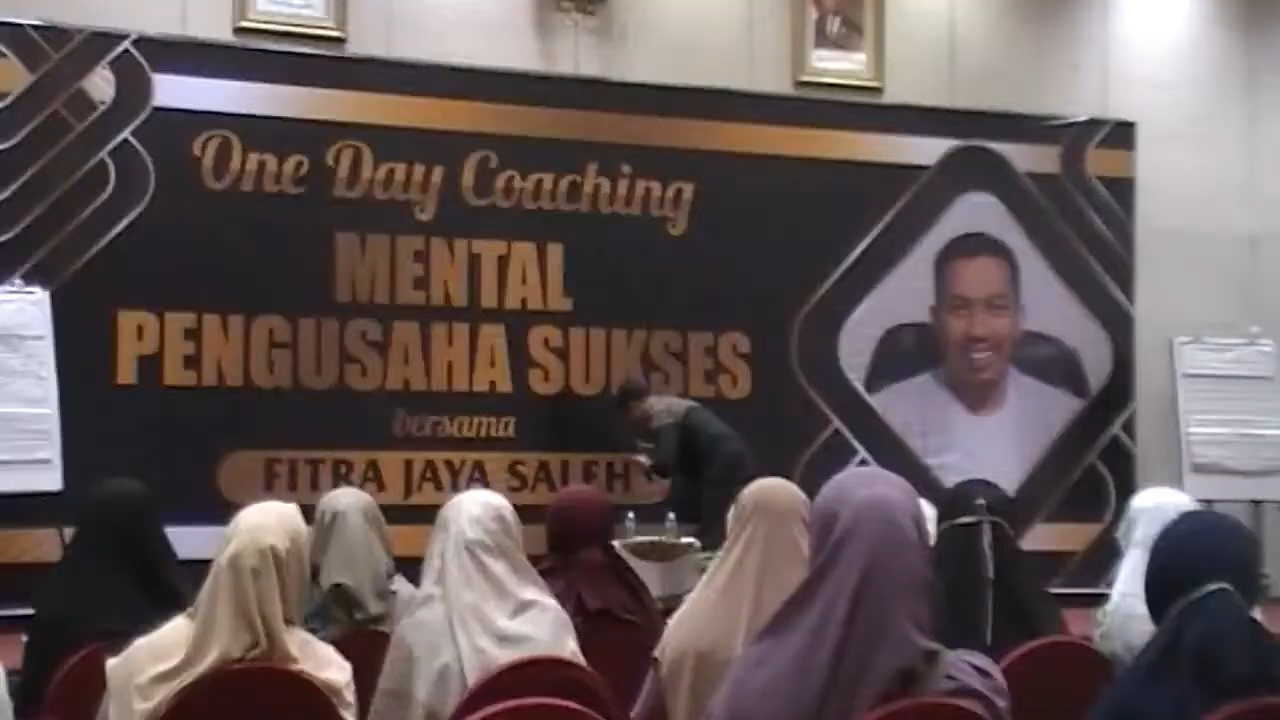 One Day Coaching
MENTAL
PENGUSAHA SUKSES
bersama
FITRA JAYA SALEH